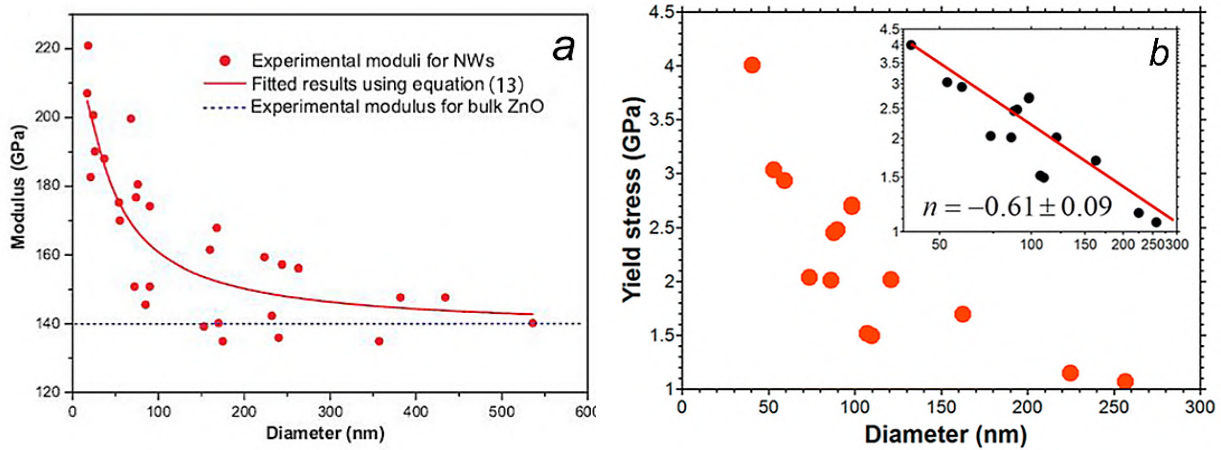 a
Experimental moduli for NWs
Fitted results using equation (13)
Experimental modulus for bulk ZnO
Modulus (GPa)
220
200
180
160
140
120
0 100 200 300 400 500 600
Diameter (nm)
b
Yield stress (GPa)
4.5
4
3.5
3
2.5
2
1.5
1
0 50 100 150 200 250 300
Diameter (nm)
4.5
4
3.5
3
2.5
2
1.5
1
n = −0.61 ± 0.09
50 100 150 200 250 300